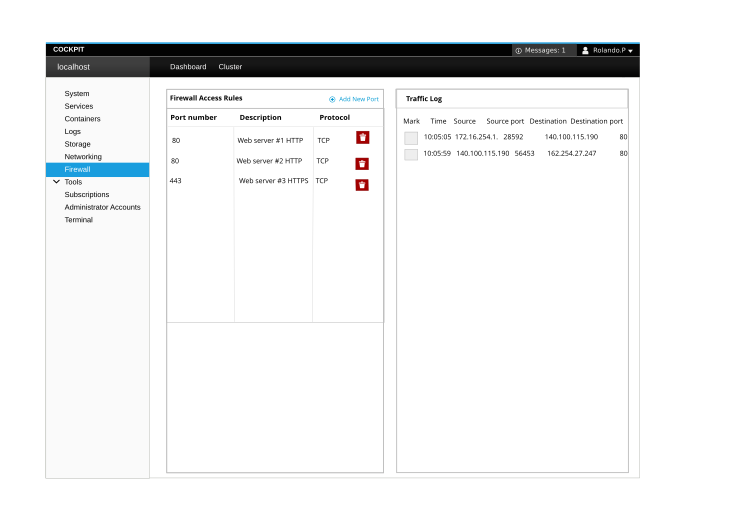 COCKPIT
Messages: 1
Rolando.P
localhost
Dashboard
Cluster
System
Services
Containers
Logs
Storage
Networking
Firewall
Tools
Subscriptions
Administrator Accounts
Terminal
Firewall Access Rules
Add New Port
Port number Description Protocol
80 Web server #1 HTTP TCP
80 Web server #2 HTTP TCP
443 Web server #3 HTTPS TCP
Traffic Log
Mark Time Source Source port Destination Destination port
10:05:05 172.16.254.1. 28592 140.100.115.190 80
10:05:59 140.100.115.190 56453 162.254.27.247 80